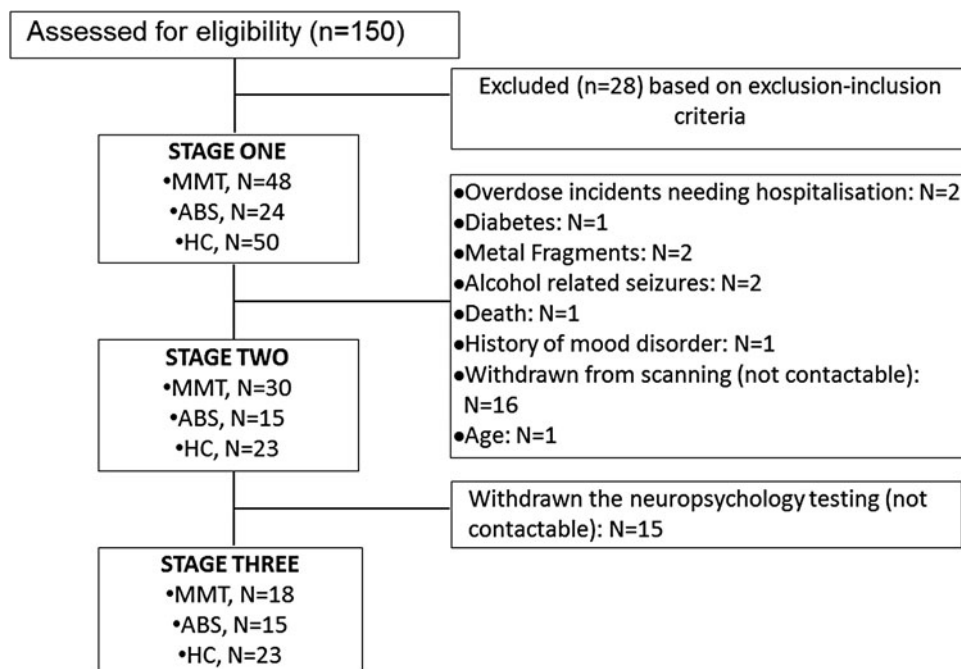 Assessed for eligibility (n=150)
Excluded (n=28) based on exclusion-inclusion
criteria
STAGE ONE
•MMT, N=48
•ABS, N=24
•HC, N=50
●Overdose incidents needing hospitalisation: N=2
●Diabetes: N=1
●Metal Fragments: N=2
●Alcohol related seizures: N=2
●Death: N=1
●History of mood disorder: N=1
●Withdrawn from scanning (not contactable):
N=16
●Age: N=1
STAGE TWO
•MMT, N=30
•ABS, N=15
•HC, N=23
Withdrawn the neuropsychology testing (not
contactable): N=15
STAGE THREE
•MMT, N=18
•ABS, N=15
•HC, N=23